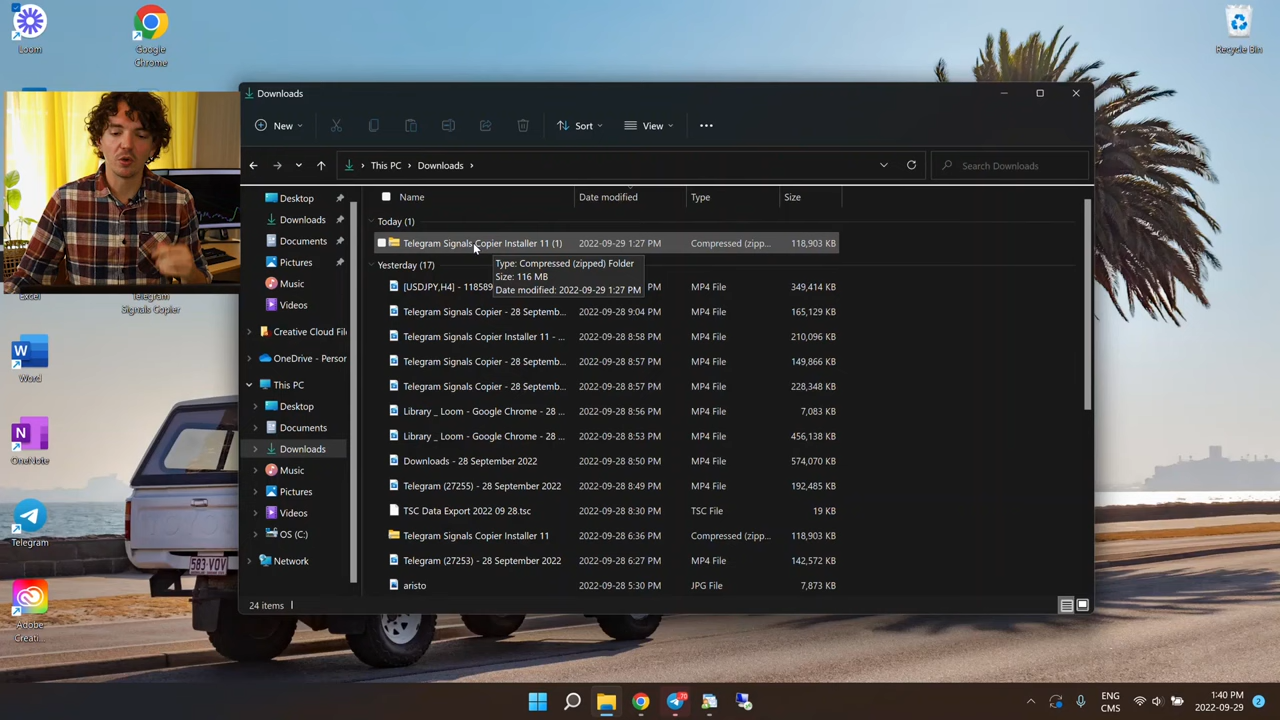 Loom
Google
Chrome
Recycle Bin
Excel
Telegram
Signals Copier
Word
OneNote
Telegram
Adobe
Creati...
Downloads
New
Sort
View
This PC
Downloads
Search Downloads
Desktop
Downloads
Documents
Pictures
Music
Videos
Creative Cloud File
OneDrive - Person
This PC
Desktop
Documents
Downloads
Music
Pictures
Videos
OS (C:)
Network
Name Date modified Type Size
Today (1)
Telegram Signals Copier Installer 11 (1) 2022-09-29 1:27 PM Compressed (zipp... 118,903 KB
Type: Compressed (zipped) Folder
Size: 116 MB
Date modified: 2022-09-29 1:27 PM
Yesterday (17)
[USDJPY,H4] - 118589 MP4 File 349,414 KB
Telegram Signals Copier - 28 Septemb... 2022-09-28 9:04 PM MP4 File 165,129 KB
Telegram Signals Copier Installer 11 - ... 2022-09-28 8:58 PM MP4 File 210,096 KB
Telegram Signals Copier - 28 Septemb... 2022-09-28 8:57 PM MP4 File 149,866 KB
Telegram Signals Copier - 28 Septemb... 2022-09-28 8:57 PM MP4 File 228,348 KB
Library _ Loom - Google Chrome - 28 ... 2022-09-28 8:56 PM MP4 File 7,083 KB
Library _ Loom - Google Chrome - 28 ... 2022-09-28 8:53 PM MP4 File 456,138 KB
Downloads - 28 September 2022 2022-09-28 8:50 PM MP4 File 574,070 KB
Telegram (27255) - 28 September 2022 2022-09-28 8:49 PM MP4 File 192,485 KB
TSC Data Export 2022 09 28.tsc 2022-09-28 8:30 PM TSC File 19 KB
Telegram Signals Copier Installer 11 2022-09-28 6:36 PM Compressed (zipp... 118,903 KB
Telegram (27253) - 28 September 2022 2022-09-28 6:27 PM MP4 File 142,572 KB
aristo 2022-09-28 5:30 PM JPG File 7,873 KB
24 items
583·VOV
70
ENG
CMS
1:40 PM
2022-09-29
2